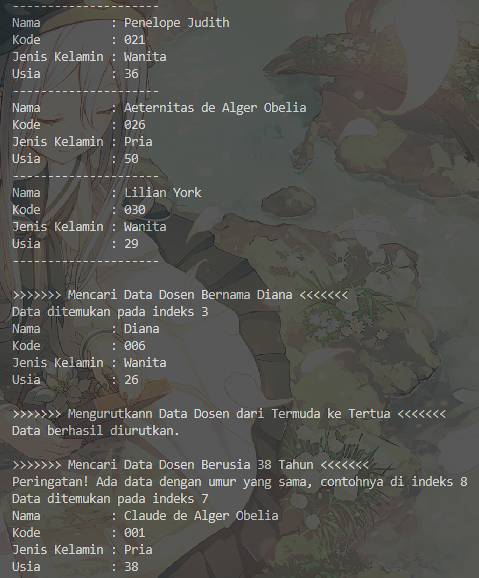 ---------------------
Nama          : Penelope Judith
Kode          : 021
Jenis Kelamin : Wanita
Usia          : 36
---------------------
Nama          : Aeternitas de Alger Obelia
Kode          : 026
Jenis Kelamin : Pria
Usia          : 50
---------------------
Nama          : Lilian York
Kode          : 030
Jenis Kelamin : Wanita
Usia          : 29
---------------------
>>>>>>> Mencari Data Dosen Bernama Diana <<<<<<<
Data ditemukan pada indeks 3
Nama          : Diana
Kode          : 006
Jenis Kelamin : Wanita
Usia          : 26
>>>>>>> Mengurutkann Data Dosen dari Termuda ke Tertua <<<<<<<
Data berhasil diurutkan.
>>>>>>> Mencari Data Dosen Berusia 38 Tahun <<<<<<<
Peringatan! Ada data dengan umur yang sama, contohnya di indeks 8
Data ditemukan pada indeks 7
Nama          : Claude de Alger Obelia
Kode          : 001
Jenis Kelamin : Pria
Usia          : 38